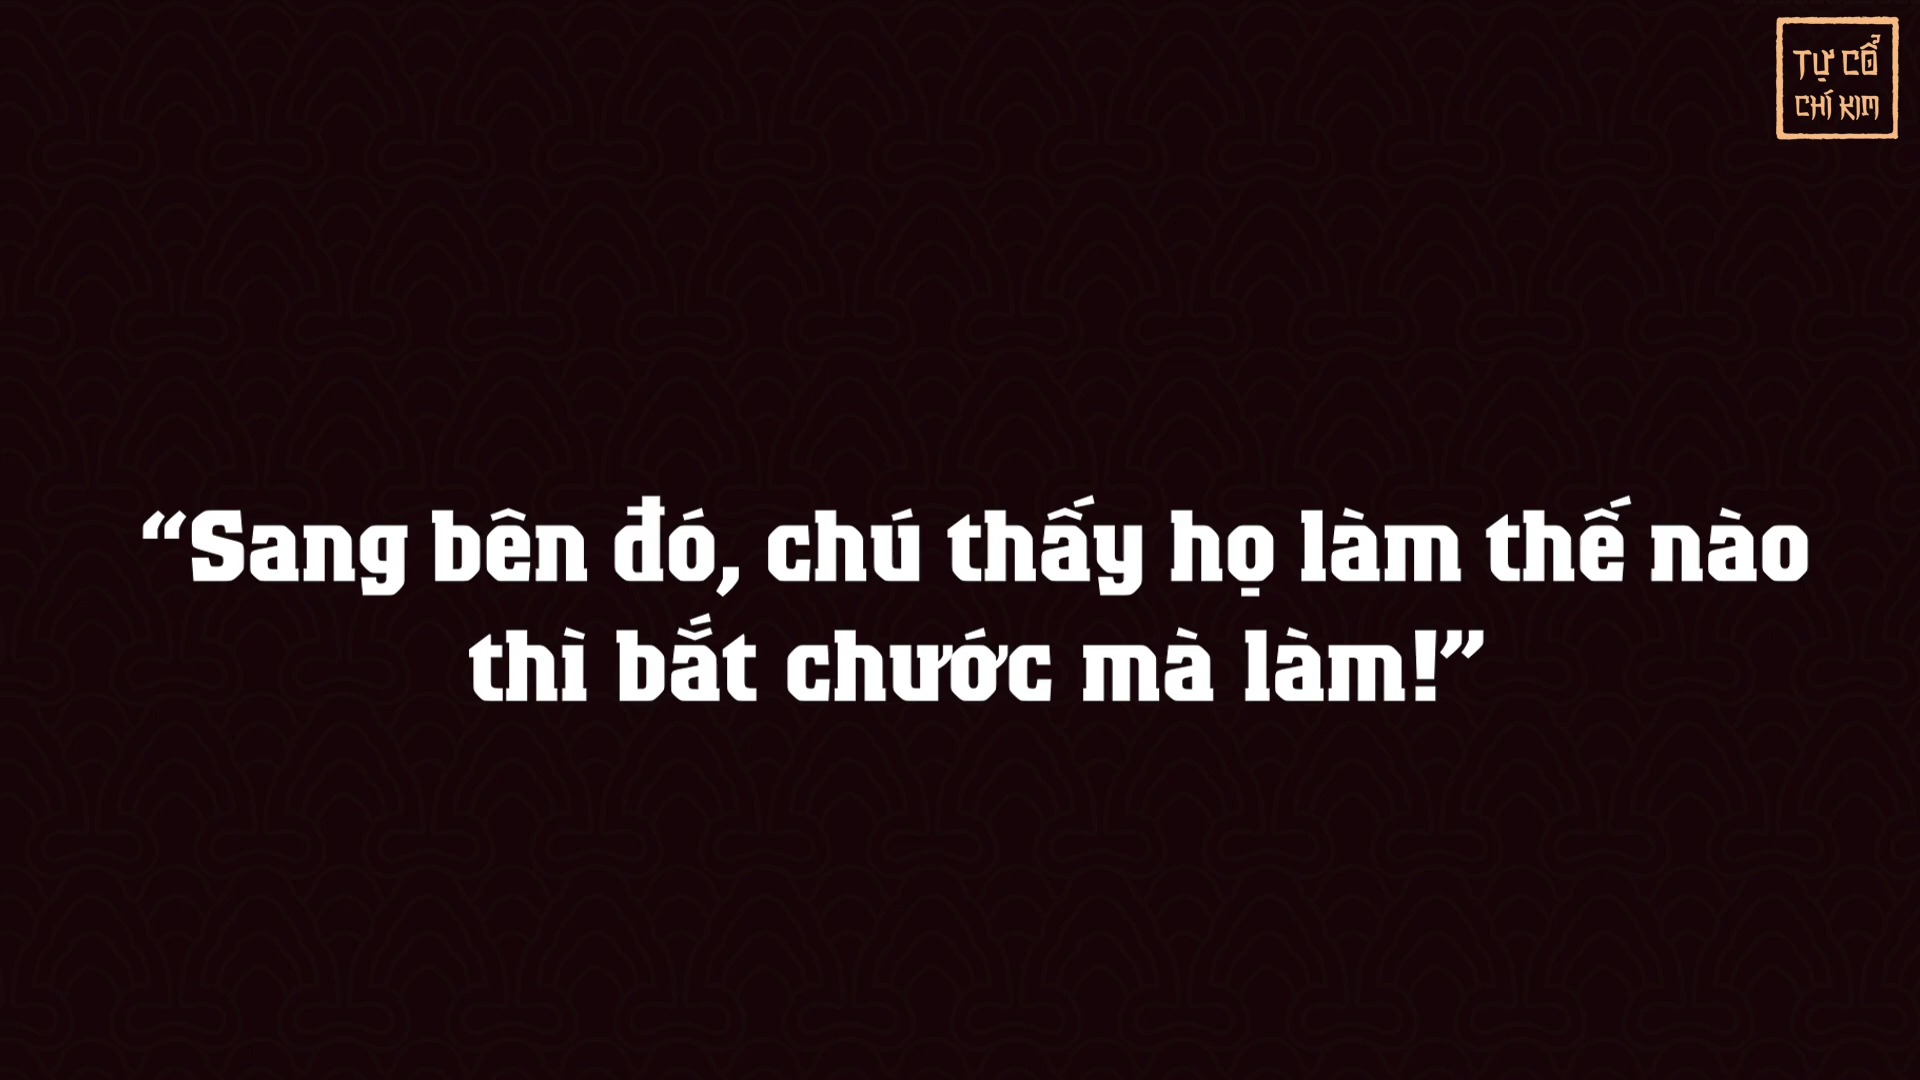 TỰ CỔ
CHÍ KIM
“Sang bên đó, chú thấy họ làm thế nào
thì bắt chước mà làm!”